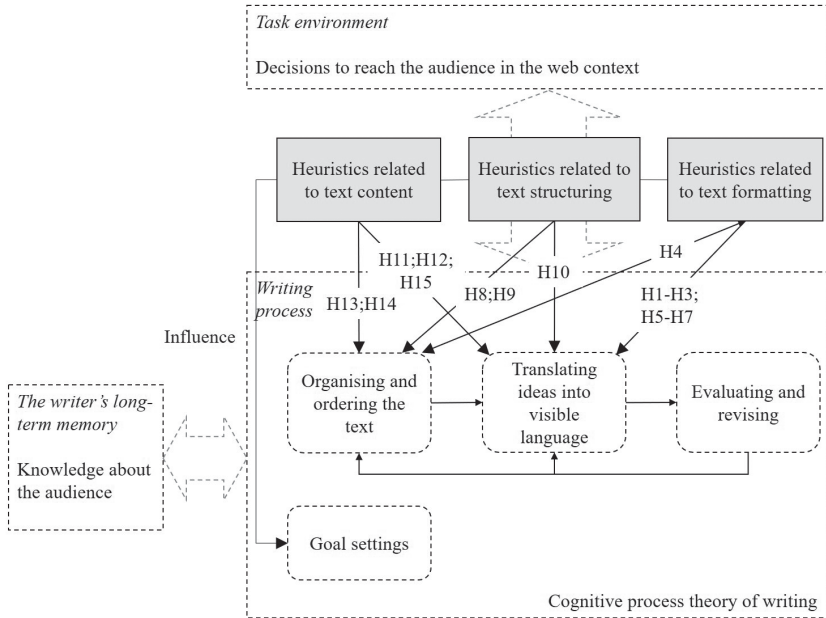 Task environment
Decisions to reach the audience in the web context
Heuristics related
to text content
Heuristics related to
text structuring
Heuristics related
to text formatting
H11;H12;
H15
H13;H14
H8;H9
H10
H4
H1-H3;
H5-H7
Writing
process
Influence
Organising and
ordering the
text
Translating
ideas into
visible
language
Evaluating and
revising
The writer’s long-
term memory
Knowledge about
the audience
Goal settings
Cognitive process theory of writing